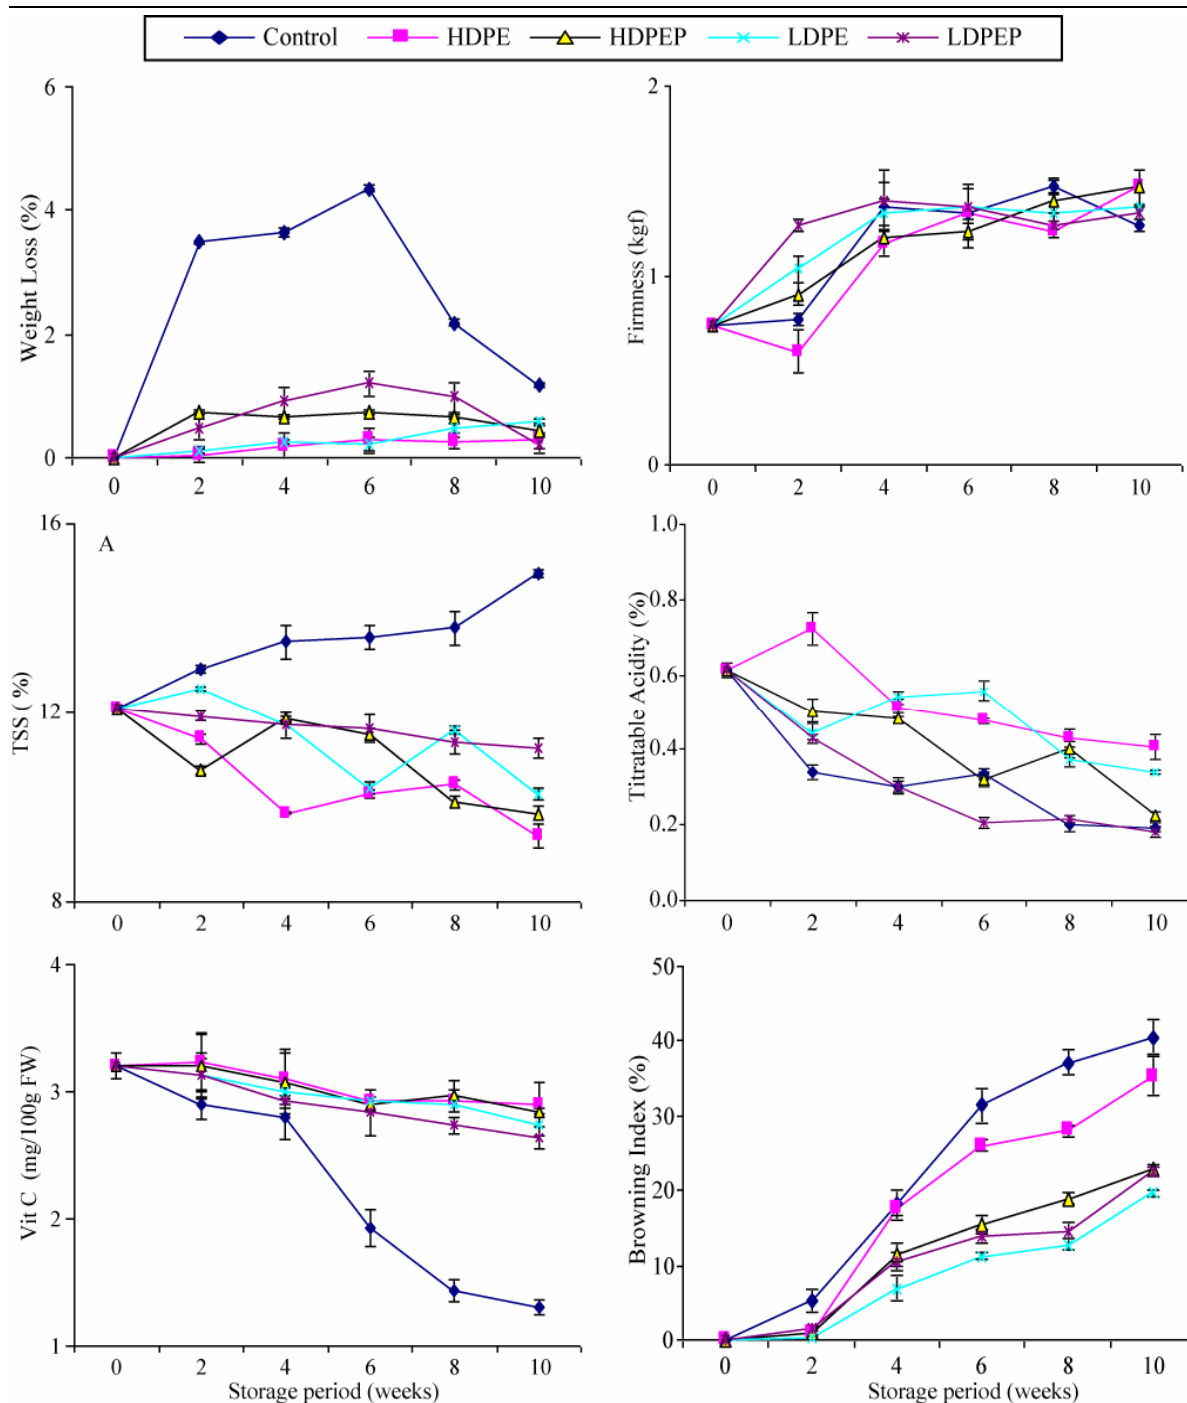 Control HDPE HDPEP LDPE LDPEP
6
4
2
0
Weight Loss (%)
0 2 4 6 8 10
2
1
0
Firmness (kgf)
0 2 4 6 8 10
A
16
12
8
TSS (%)
0 2 4 6 8 10
1.0
0.8
0.6
0.4
0.2
0.0
Titratable Acidity (%)
0 2 4 6 8 10
4
3
2
1
Vit C (mg/100g FW)
0 2 4 6 8 10
Storage period (weeks)
50
40
30
20
10
0
Browning Index (%)
0 2 4 6 8 10
Storage period (weeks)